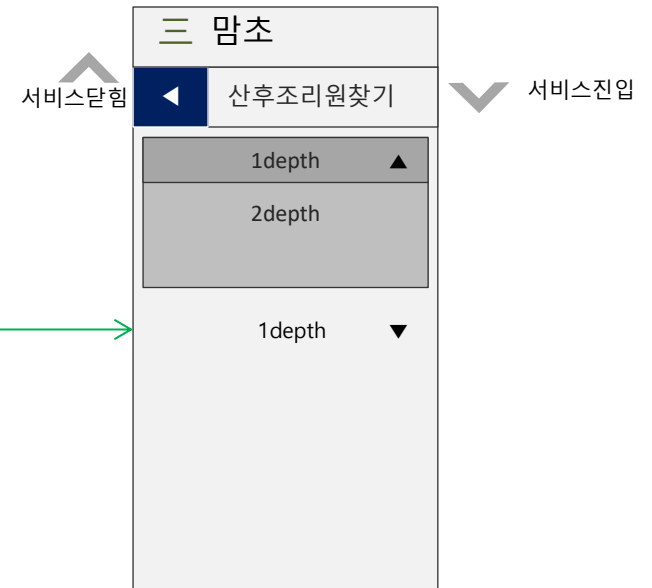 三 맘초
서비스닫힘
◀ 산후조리원찾기
서비스진입
1depth ▲
2depth
1depth ▼